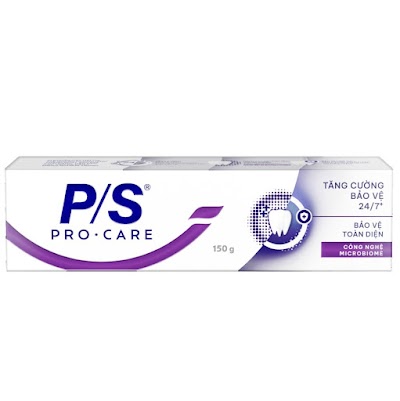 P/S®
PRO·CARE
150 g
TĂNG CƯỜNG
BẢO VỆ
24/7*
BẢO VỆ
TOÀN DIỆN
CÔNG NGHỆ
MICROBIOME